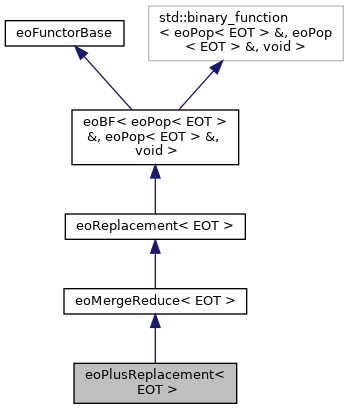 eoFunctorBase
std::binary_function
< eoPop< EOT > &, eoPop
< EOT > &, void >
eoBF< eoPop< EOT >
&, eoPop< EOT > &,
void >
eoReplacement< EOT >
eoMergeReduce< EOT >
eoPlusReplacement<
EOT >